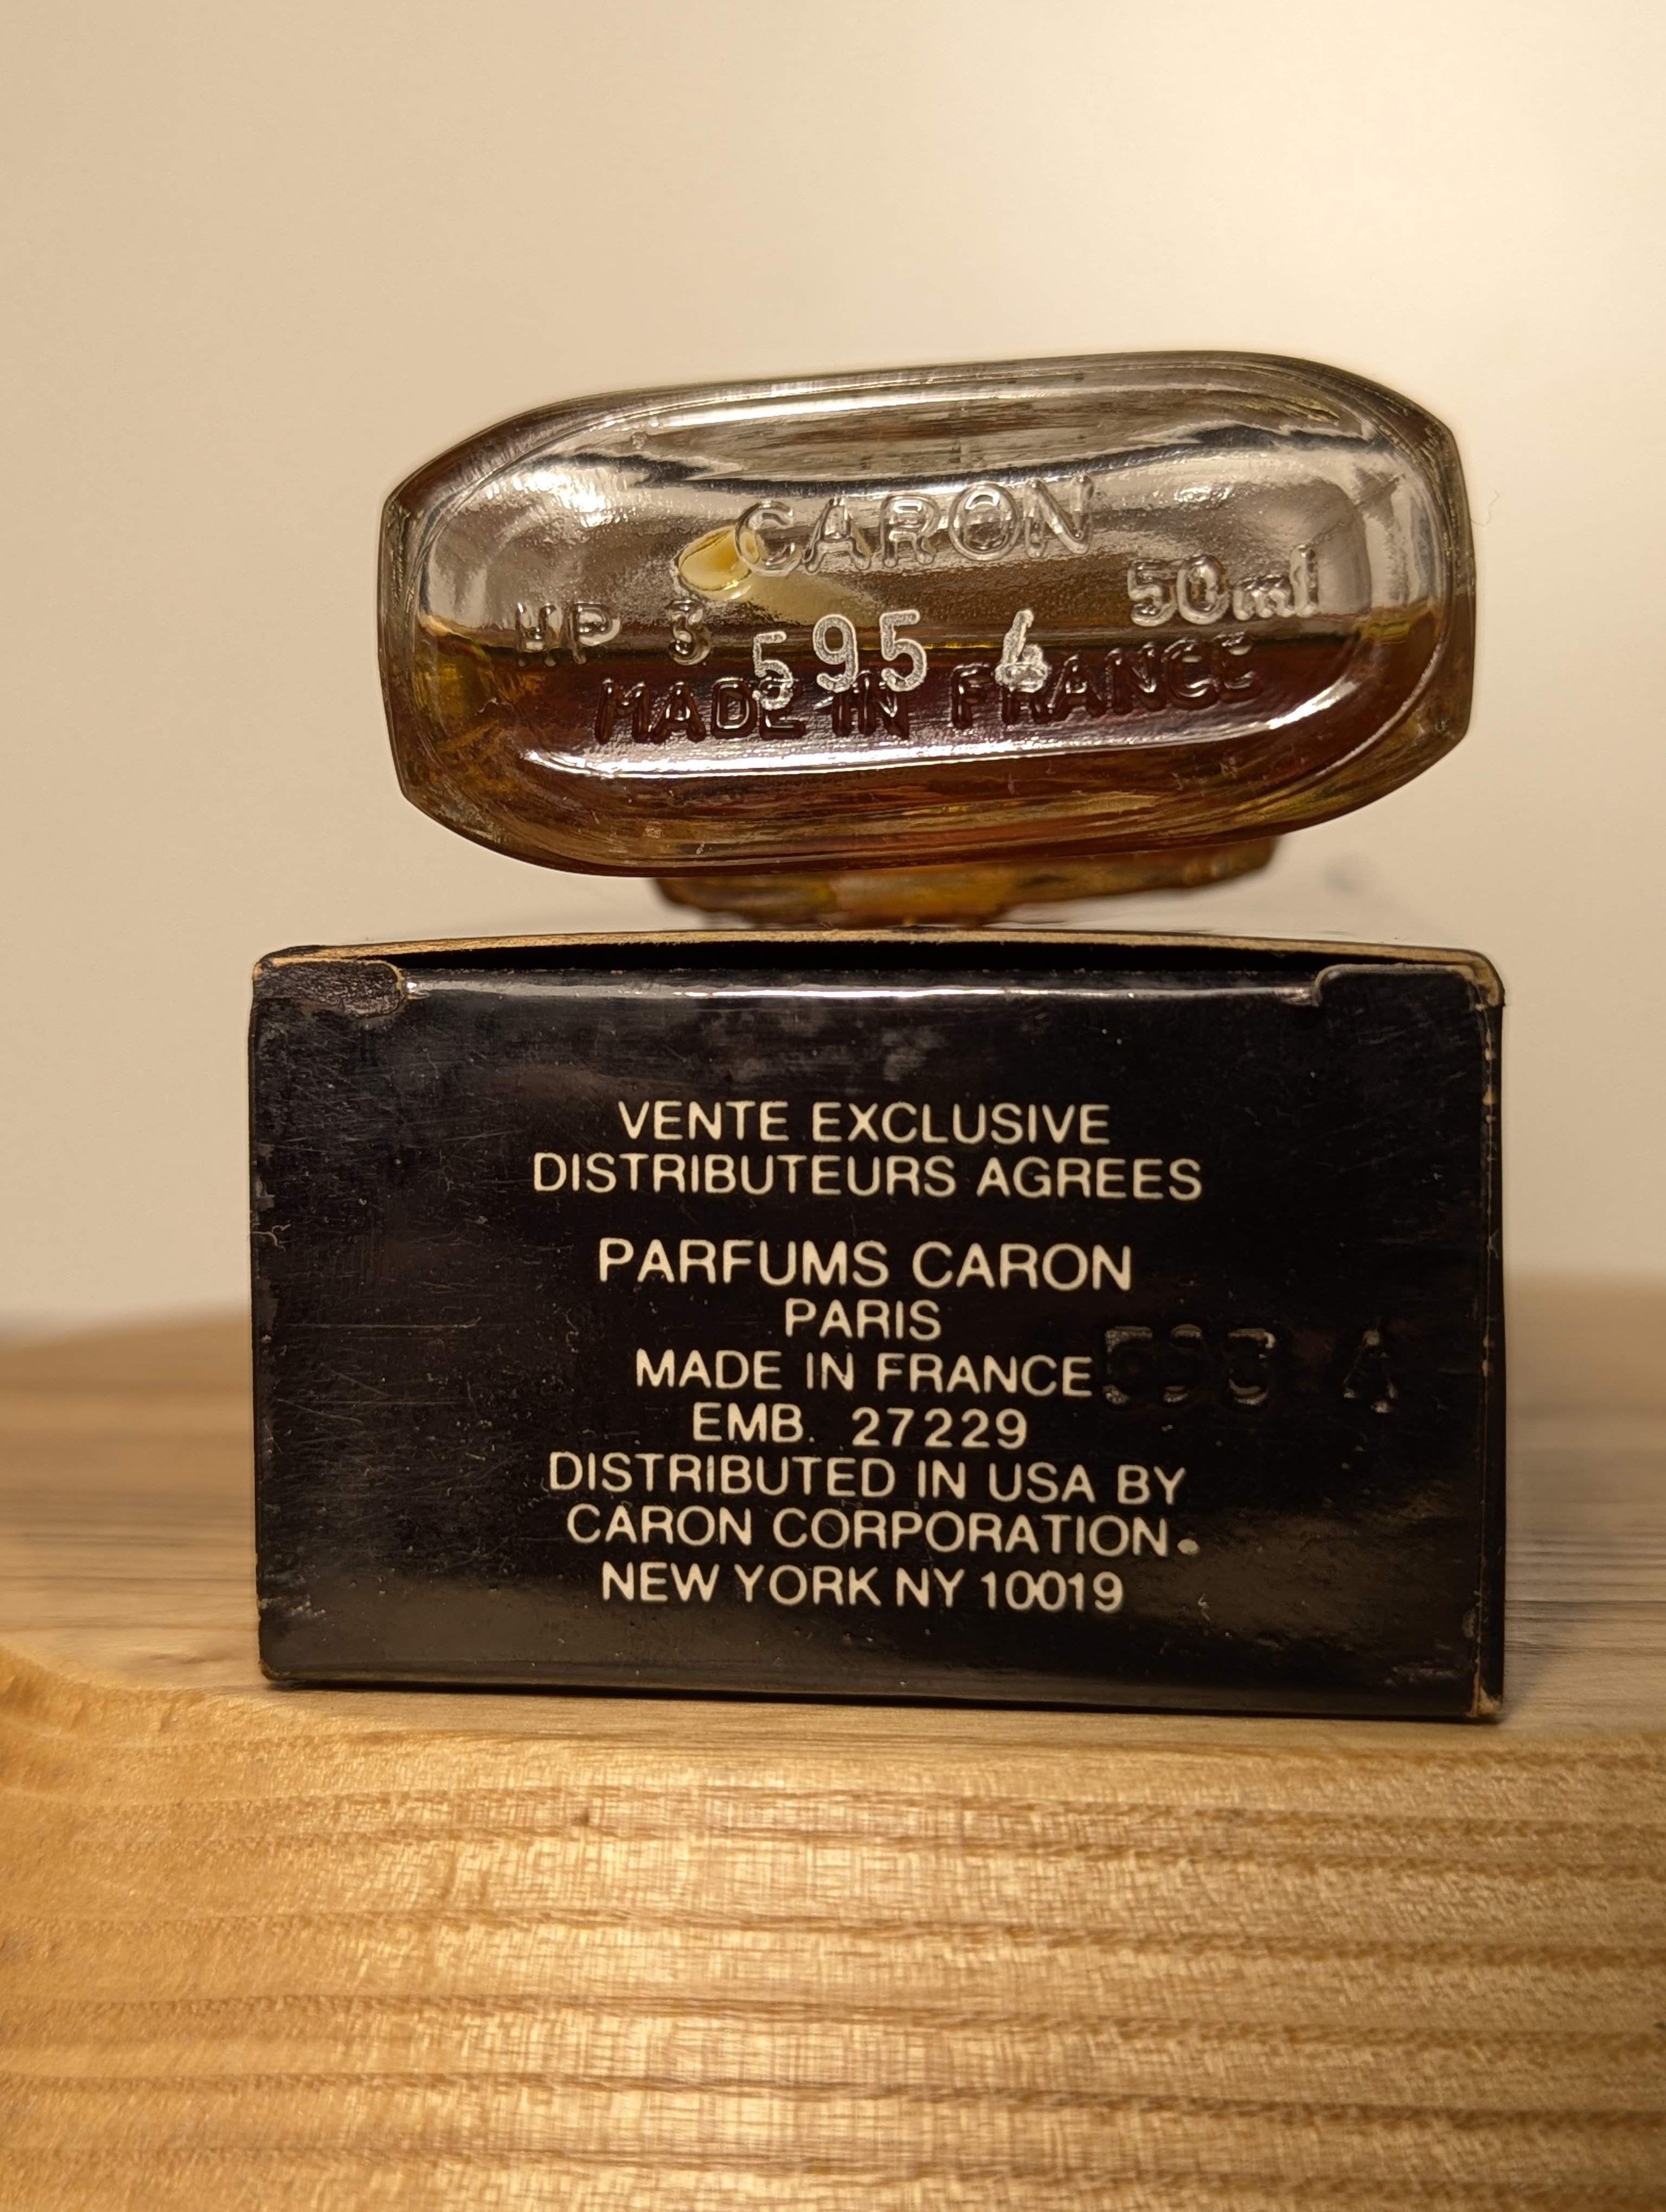 CARON
HP 3
50ml
595 4
MADE IN FRANCE
VENTE EXCLUSIVE
DISTRIBUTEURS AGREES
PARFUMS CARON
PARIS
MADE IN FRANCE
EMB. 27229
DISTRIBUTED IN USA BY
CARON CORPORATION
NEW YORK NY 10019